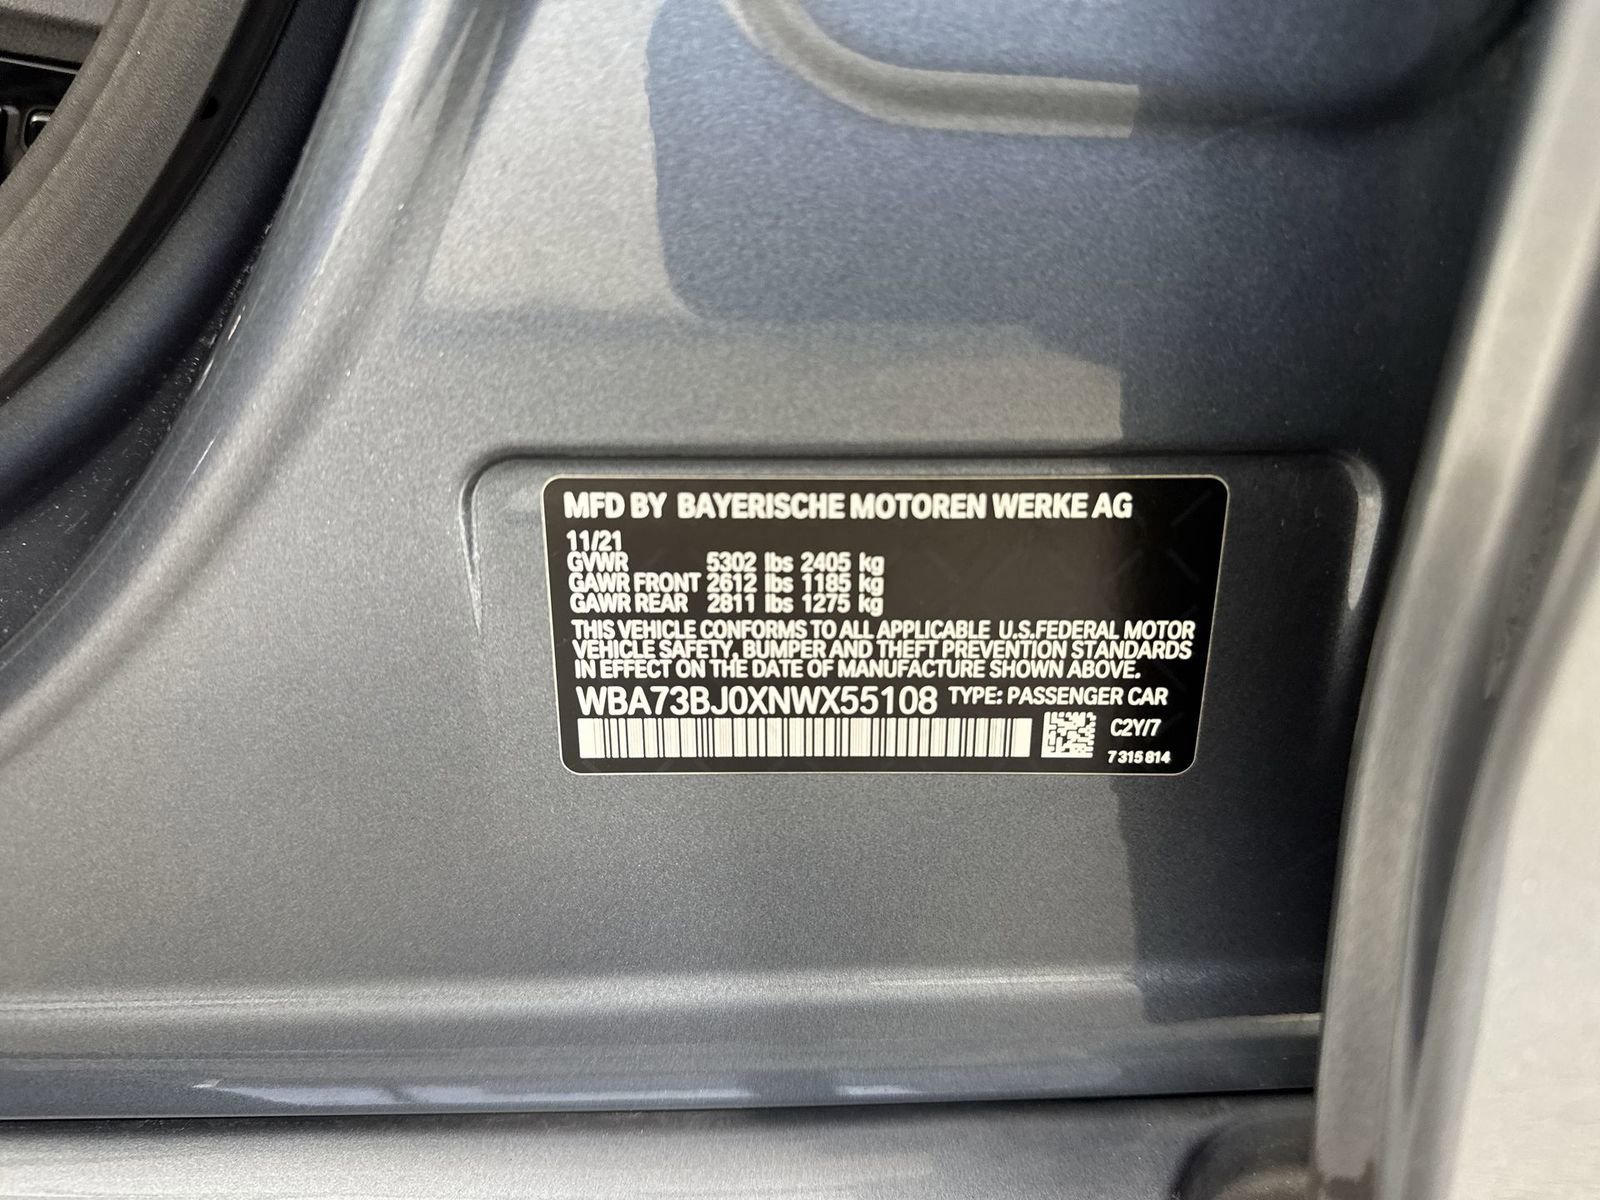 MFD BY BAYERISCHE MOTOREN WERKE AG
11/21
GVWR 5302 lbs 2405 kg
GAWR FRONT 2612 lbs 1185 kg
GAWR REAR 2811 lbs 1275 kg
THIS VEHICLE CONFORMS TO ALL APPLICABLE U.S.FEDERAL MOTOR
VEHICLE SAFETY, BUMPER AND THEFT PREVENTION STANDARDS
IN EFFECT ON THE DATE OF MANUFACTURE SHOWN ABOVE.
WBA73BJ0XNWX55108 TYPE: PASSENGER CAR
C2Y/7
7 315 814